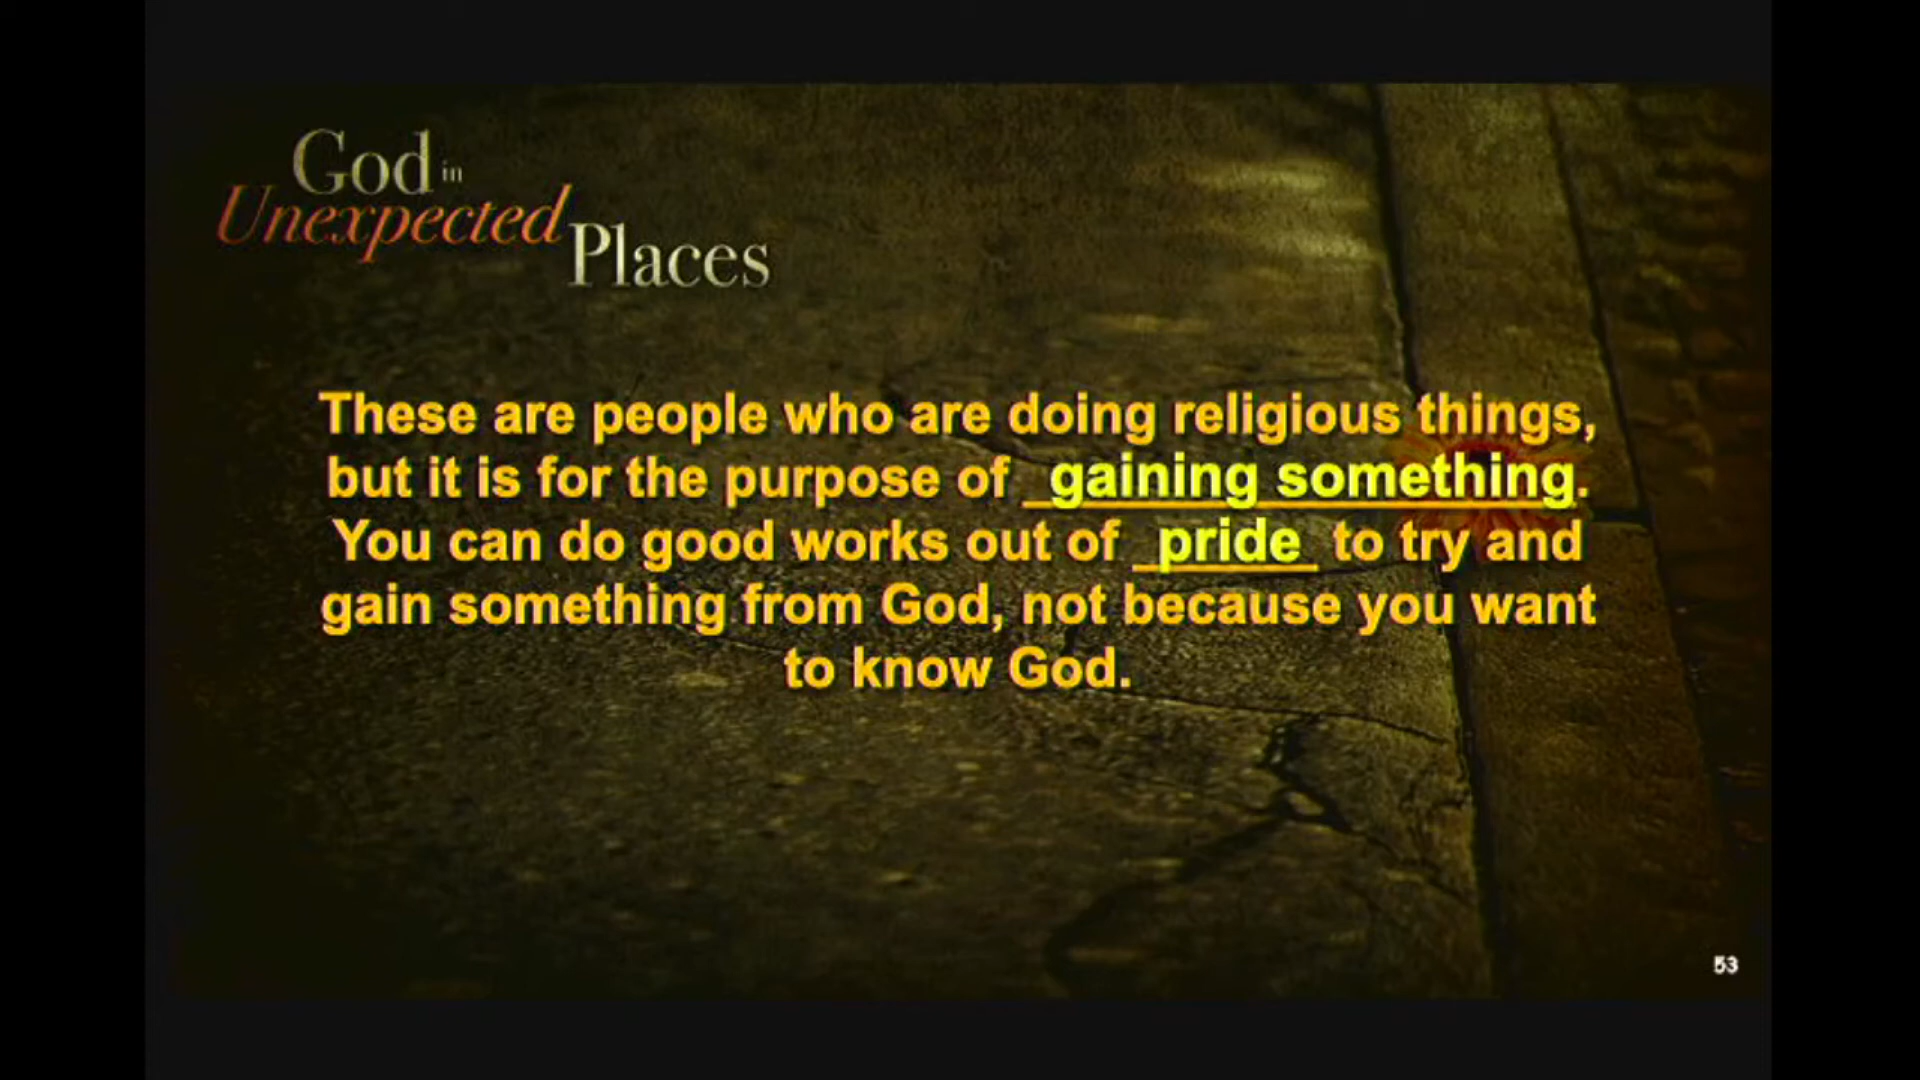 God in
Unexpected
Places
These are people who are doing religious things,
but it is for the purpose of gaining something.
You can do good works out of pride to try and
gain something from God, not because you want
to know God.
53